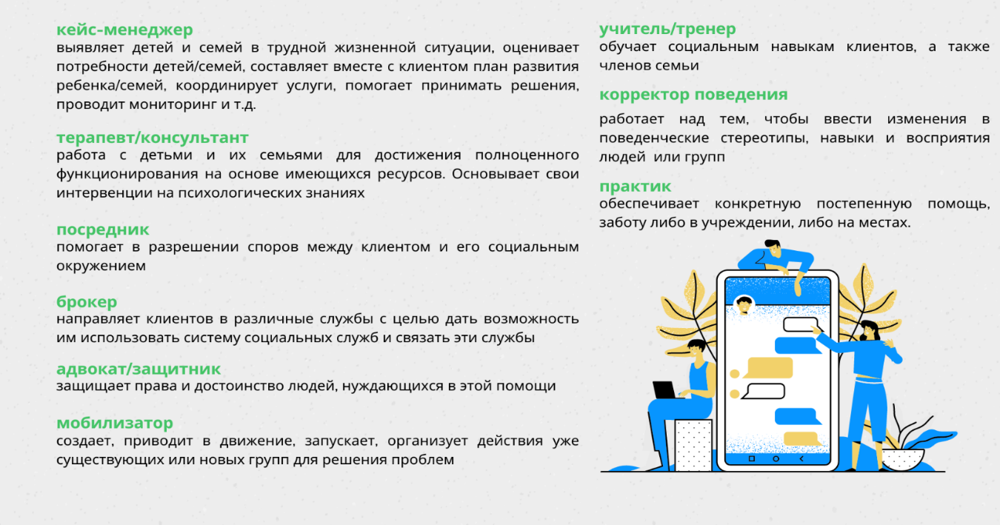 кейс-менеджер
выявляет детей и семей в трудной жизненной ситуации, оценивает
потребности детей/семей, составляет вместе с клиентом план развития
ребенка/семей, координирует услуги, помогает принимать решения,
проводит мониторинг и т.д.
терапевт/консультант
работа с детьми и их семьями для достижения полноценного
функционирования на основе имеющихся ресурсов. Основывает свои
интервенции на психологических знаниях
посредник
помогает в разрешении споров между клиентом и его социальным
окружением
брокер
направляет клиентов в различные службы с целью дать возможность
им использовать систему социальных служб и связать эти службы
адвокат/защитник
защищает права и достоинство людей, нуждающихся в этой помощи
мобилизатор
создает, приводит в движение, запускает, организует действия уже
существующих или новых групп для решения проблем
учитель/тренер
обучает социальным навыкам клиентов, а также
членов семьи
корректор поведения
работает над тем, чтобы ввести изменения в
поведенческие стереотипы, навыки и восприятия
людей или групп
практик
обеспечивает конкретную постепенную помощь,
заботу либо в учреждении, либо на местах.